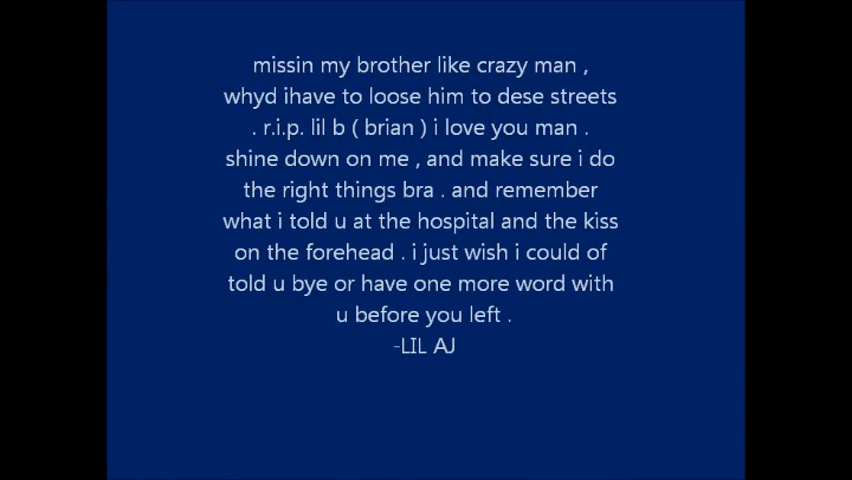 missin my brother like crazy man ,
whyd ihave to loose him to dese streets
. r.i.p. lil b ( brian ) i love you man .
shine down on me , and make sure i do
the right things bra . and remember
what i told u at the hospital and the kiss
on the forehead . i just wish i could of
told u bye or have one more word with
u before you left .
-LIL AJ